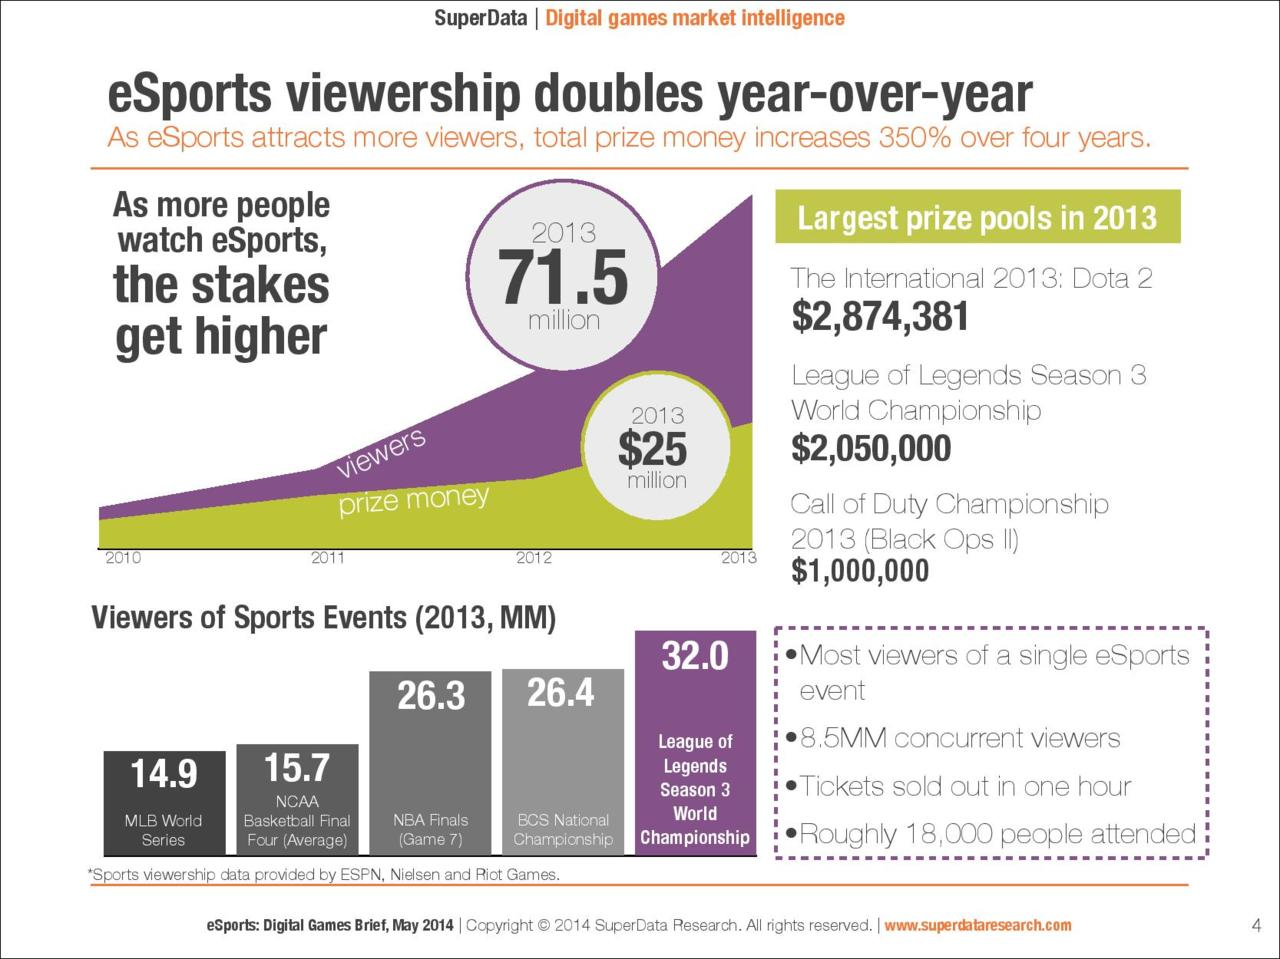 SuperData | Digital games market intelligence
eSports viewership doubles year-over-year
As eSports attracts more viewers, total prize money increases 350% over four years.
As more people
watch eSports,
the stakes
get higher
2013
71.5
million
2013
$25
million
viewers
prize money
2010
2011
2012
2013
Largest prize pools in 2013
The International 2013: Dota 2
$2,874,381
League of Legends Season 3
World Championship
$2,050,000
Call of Duty Championship
2013 (Black Ops II)
$1,000,000
Viewers of Sports Events (2013, MM)
14.9
MLB World
Series
15.7
NCAA
Basketball Final
Four (Average)
26.3
NBA Finals
(Game 7)
26.4
BCS National
Championship
32.0
League of
Legends
Season 3
World
Championship
•Most viewers of a single eSports
event
•8.5MM concurrent viewers
•Tickets sold out in one hour
•Roughly 18,000 people attended
*Sports viewership data provided by ESPN, Nielsen and Riot Games.
eSports: Digital Games Brief, May 2014 | Copyright © 2014 SuperData Research. All rights reserved. | www.superdataresearch.com
4